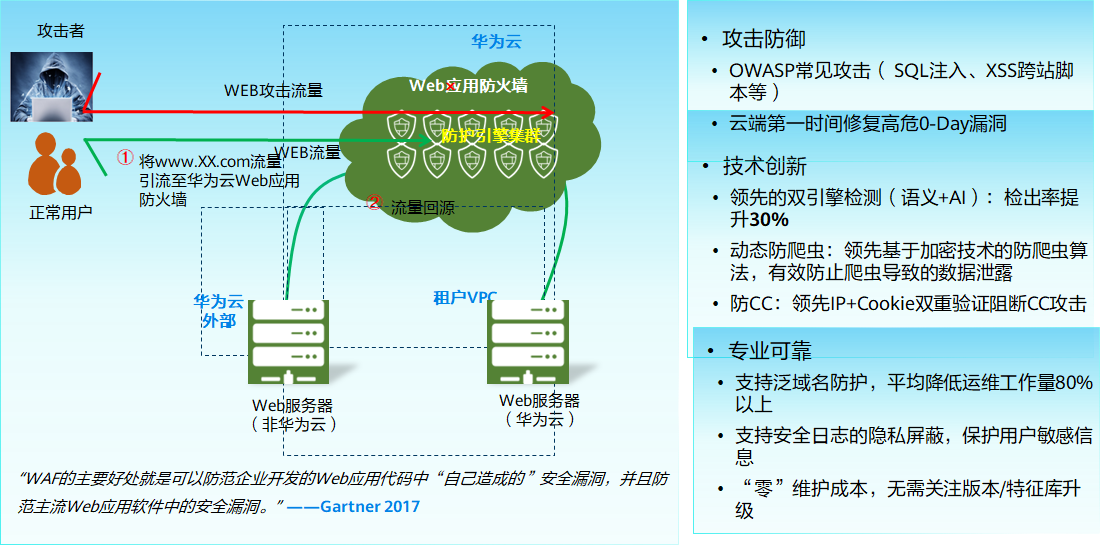 攻击者
华为云
Web应用防火墙
WEB攻击流量
防护引擎集群
WEB流量
① 将www.XX.com流量
引流至华为云Web应用
防火墙
正常用户
② 流量回源
华为云
外部
租户VPC
Web服务器
（非华为云）
Web服务器
（华为云）
“WAF的主要好处就是可以防范企业开发的Web应用代码中“自己造成的”安全漏洞，并且防
范主流Web应用软件中的安全漏洞。” ——Gartner 2017
• 攻击防御
• OWASP常见攻击（ SQL注入、XSS跨站脚
本等 ）
• 云端第一时间修复高危0-Day漏洞
• 技术创新
• 领先的双引擎检测（语义+AI）：检出率提
升30%
• 动态防爬虫：领先基于加密技术的防爬虫算
法，有效防止爬虫导致的数据泄露
• 防CC：领先IP+Cookie双重验证阻断CC攻击
• 专业可靠
• 支持泛域名防护，平均降低运维工作量80%
以上
• 支持安全日志的隐私屏蔽，保护用户敏感信
息
• “零”维护成本，无需关注版本/特征库升
级